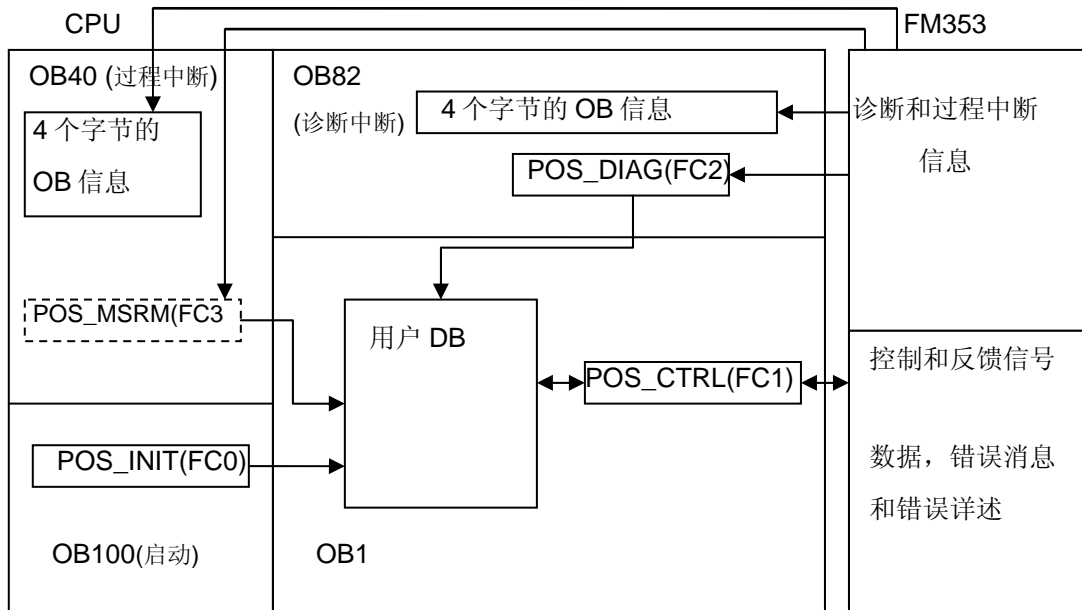 CPU
FM353
OB40 (过程中断)
4 个字节的
OB 信息
POS_MSRM(FC3
POS_INIT(FC0)
OB100(启动)
OB82
(诊断中断)
4 个字节的 OB 信息
POS_DIAG(FC2)
用户 DB
POS_CTRL(FC1)
OB1
诊断和过程中断
信息
控制和反馈信号
数据，错误消息
和错误详述